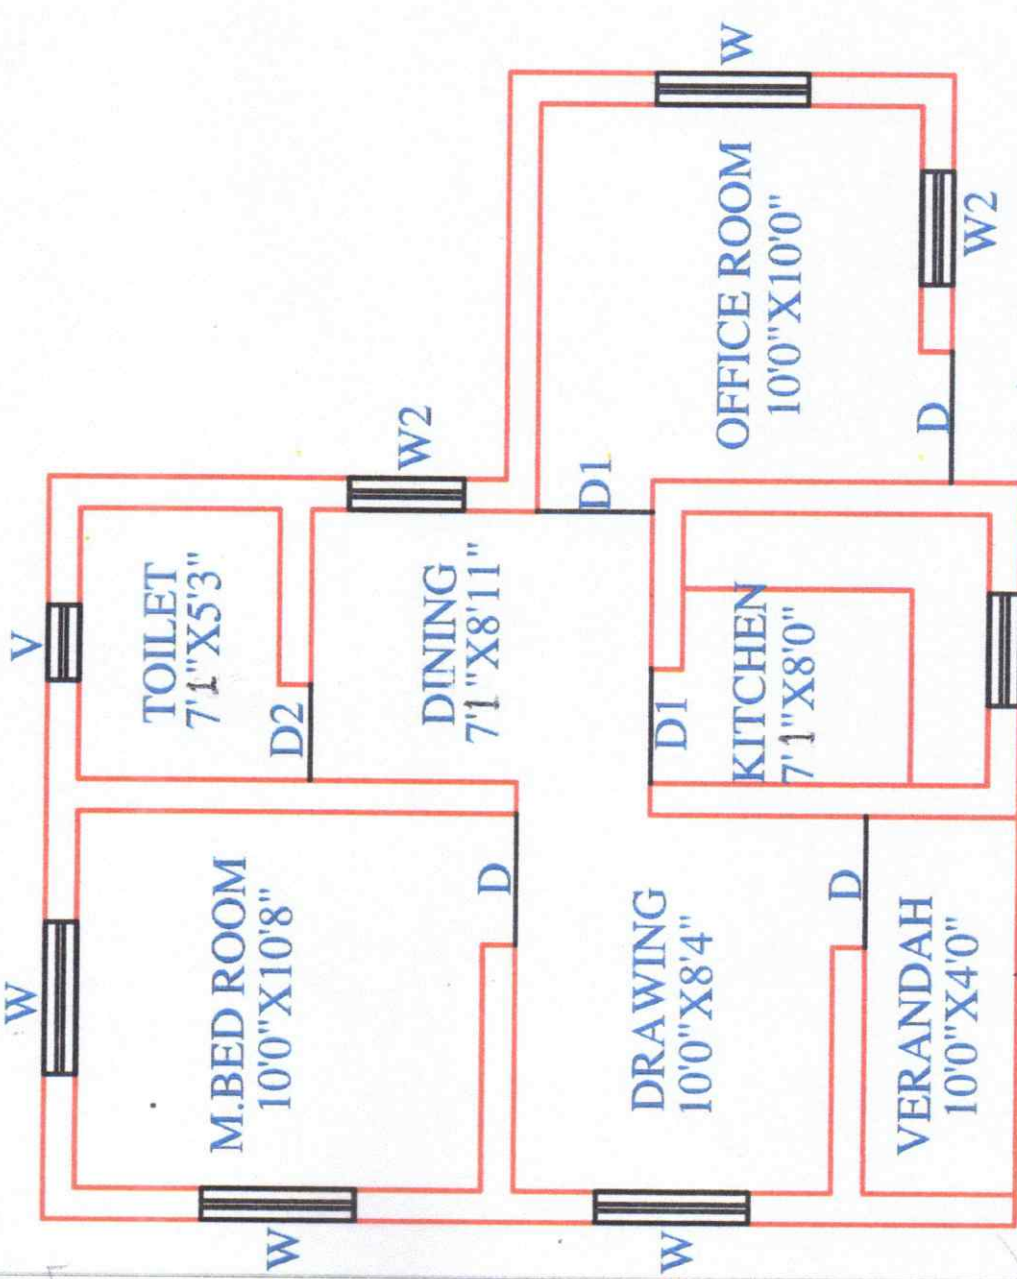 V
W
TOILET
7'1"X5'3"
D2
W2
M.BED ROOM
10'0"X10'8"
W
D
DINING
7'1"X8'11"
D1
W
OFFICE ROOM
10'0"X10'0"
W2
D
D1
KITCHEN
7'1"X8'0"
DRAWING
10'0"X8'4"
W
D
VERANDAH
10'0"X4'0"